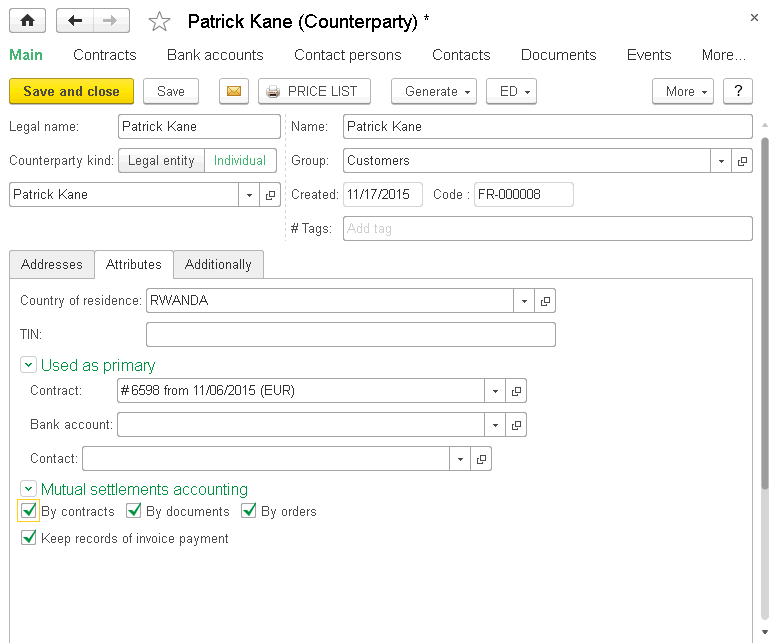 Patrick Kane (Counterparty) *
Main Contracts Bank accounts Contact persons Contacts Documents Events More...
Save and close Save PRICE LIST Generate ED More ?
Legal name: Patrick Kane Name: Patrick Kane
Counterparty kind: Legal entity Individual Group: Customers
Patrick Kane Created: 11/17/2015 Code : FR-000008
# Tags: Add tag
Addresses Attributes Additionally
Country of residence: RWANDA
TIN:
Used as primary
Contract: #6598 from 11/06/2015 (EUR)
Bank account:
Contact:
Mutual settlements accounting
By contracts By documents By orders
Keep records of invoice payment